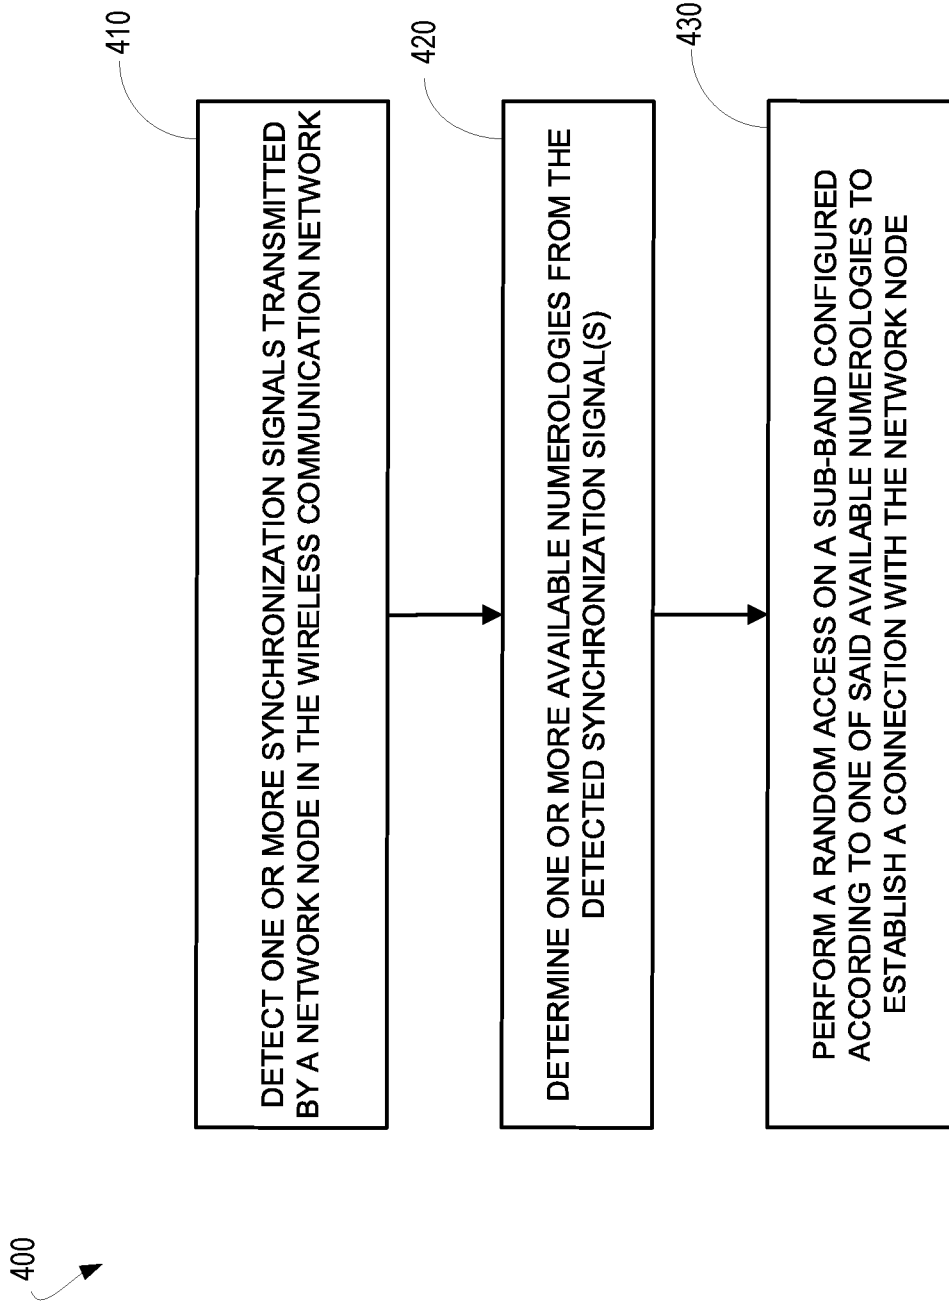 400
410
DETECT ONE OR MORE SYNCHRONIZATION SIGNALS TRANSMITTED
BY A NETWORK NODE IN THE WIRELESS COMMUNICATION NETWORK
420
DETERMINE ONE OR MORE AVAILABLE NUMEROLOGIES FROM THE
DETECTED SYNCHRONIZATION SIGNAL(S)
430
PERFORM A RANDOM ACCESS ON A SUB-BAND CONFIGURED
ACCORDING TO ONE OF SAID AVAILABLE NUMEROLOGIES TO
ESTABLISH A CONNECTION WITH THE NETWORK NODE